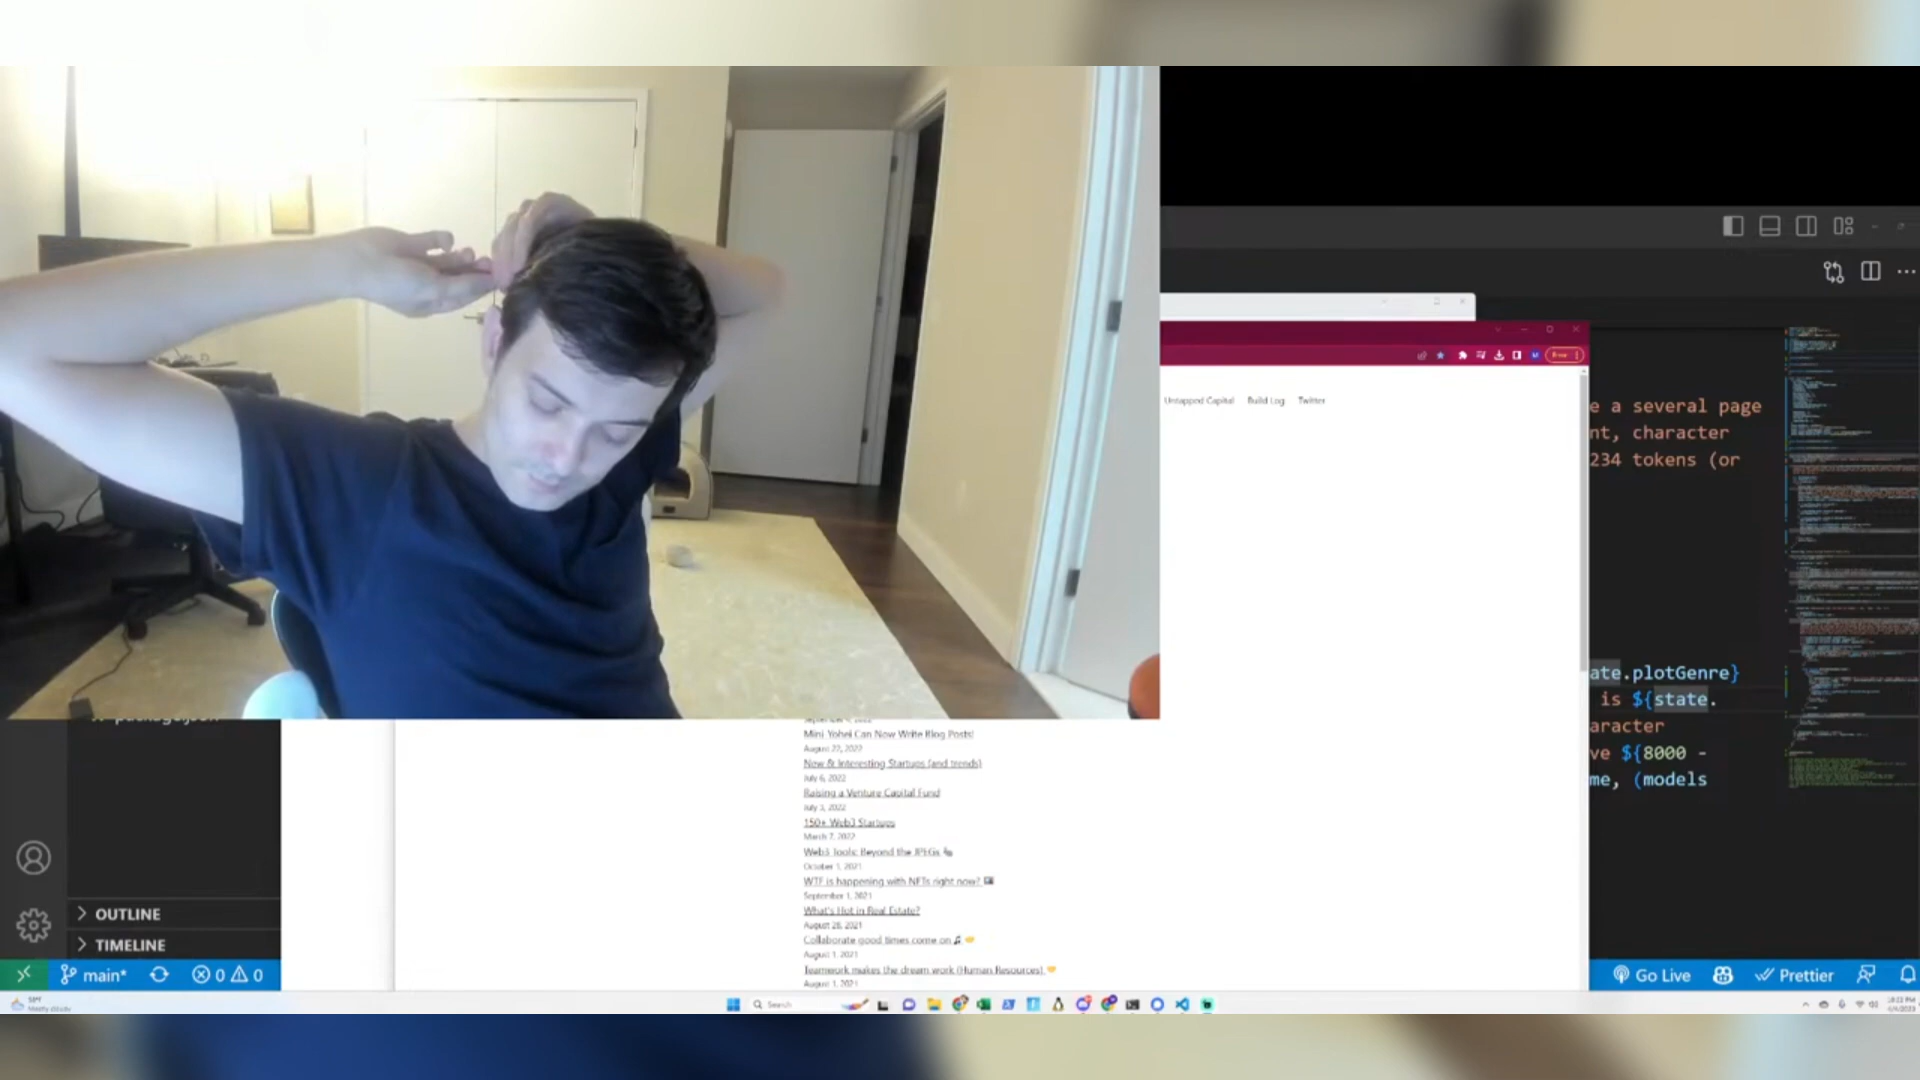 Untapped Capital Build Log Twitter
e a several page
nt, character
234 tokens (or
ate.plotGenre}
is ${state.
aracter
ve ${8000 -
me, (models
Mini Yohei Can Now Write Blog Posts!
August 22, 2022
New & Interesting Startups (and trends)
July 6, 2022
Raising a Venture Capital Fund
July 3, 2022
150+ Web3 Startups
March 7, 2022
Web3 Tools: Beyond the JPEGs
October 1, 2021
WTF is happening with NFTs right now?
September 1, 2021
What's Hot in Real Estate?
August 28, 2021
Collaborate good times come on
August 1, 2021
Teamwork makes the dream work (Human Resources)
August 1, 2021
OUTLINE
TIMELINE
main* 0 0
Go Live Prettier
Search